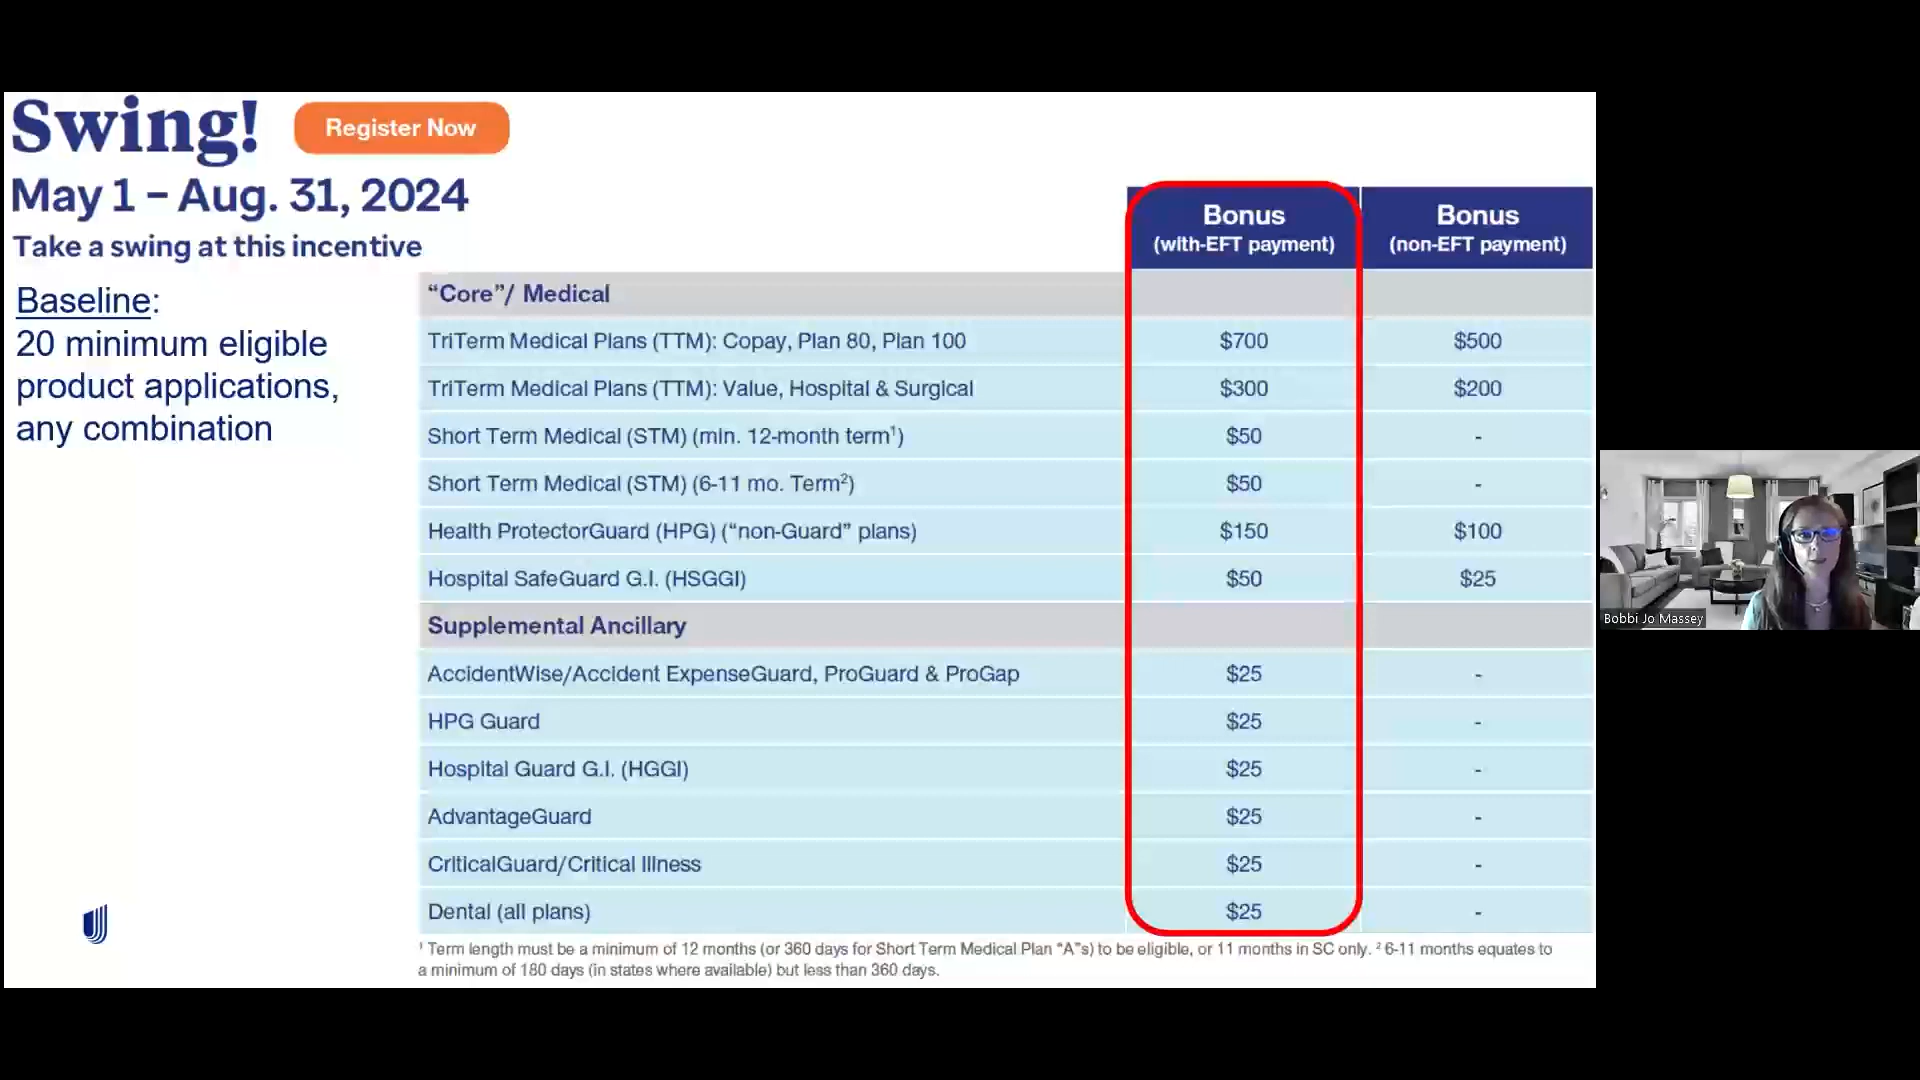 Swing!
Register Now
May 1 – Aug. 31, 2024
Take a swing at this incentive
Baseline:
20 minimum eligible
product applications,
any combination
Bonus Bonus
(with-EFT payment) (non-EFT payment)
“Core”/ Medical
TriTerm Medical Plans (TTM): Copay, Plan 80, Plan 100 $700 $500
TriTerm Medical Plans (TTM): Value, Hospital & Surgical $300 $200
Short Term Medical (STM) (min. 12-month term¹) $50 -
Short Term Medical (STM) (6-11 mo. Term²) $50 -
Health ProtectorGuard (HPG) (“non-Guard” plans) $150 $100
Hospital SafeGuard G.I. (HSGGI) $50 $25
Supplemental Ancillary
AccidentWise/Accident ExpenseGuard, ProGuard & ProGap $25 -
HPG Guard $25 -
Hospital Guard G.I. (HGGI) $25 -
AdvantageGuard $25 -
CriticalGuard/Critical Illness $25 -
Dental (all plans) $25 -
¹ Term length must be a minimum of 12 months (or 360 days for Short Term Medical Plan “A”s) to be eligible, or 11 months in SC only. ² 6-11 months equates to
a minimum of 180 days (in states where available) but less than 360 days.
Bobbi Jo Massey